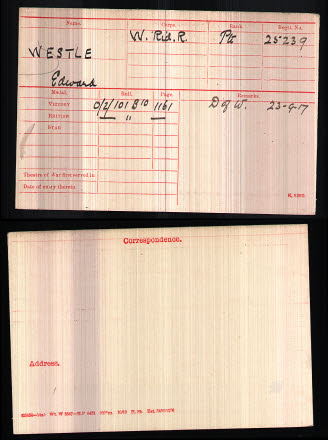 Name. Corps. Rank. Regtl. No.
WESTLE W. Rid. R. Pte 25239
Edward
Medal. Roll. Page. Remarks.
VICTORY O/2/101 B10 1161 D of W. 23-9-17
BRITISH — " —
STAR
Theatre of War first served in
Date of entry therein
Correspondence.
Address.